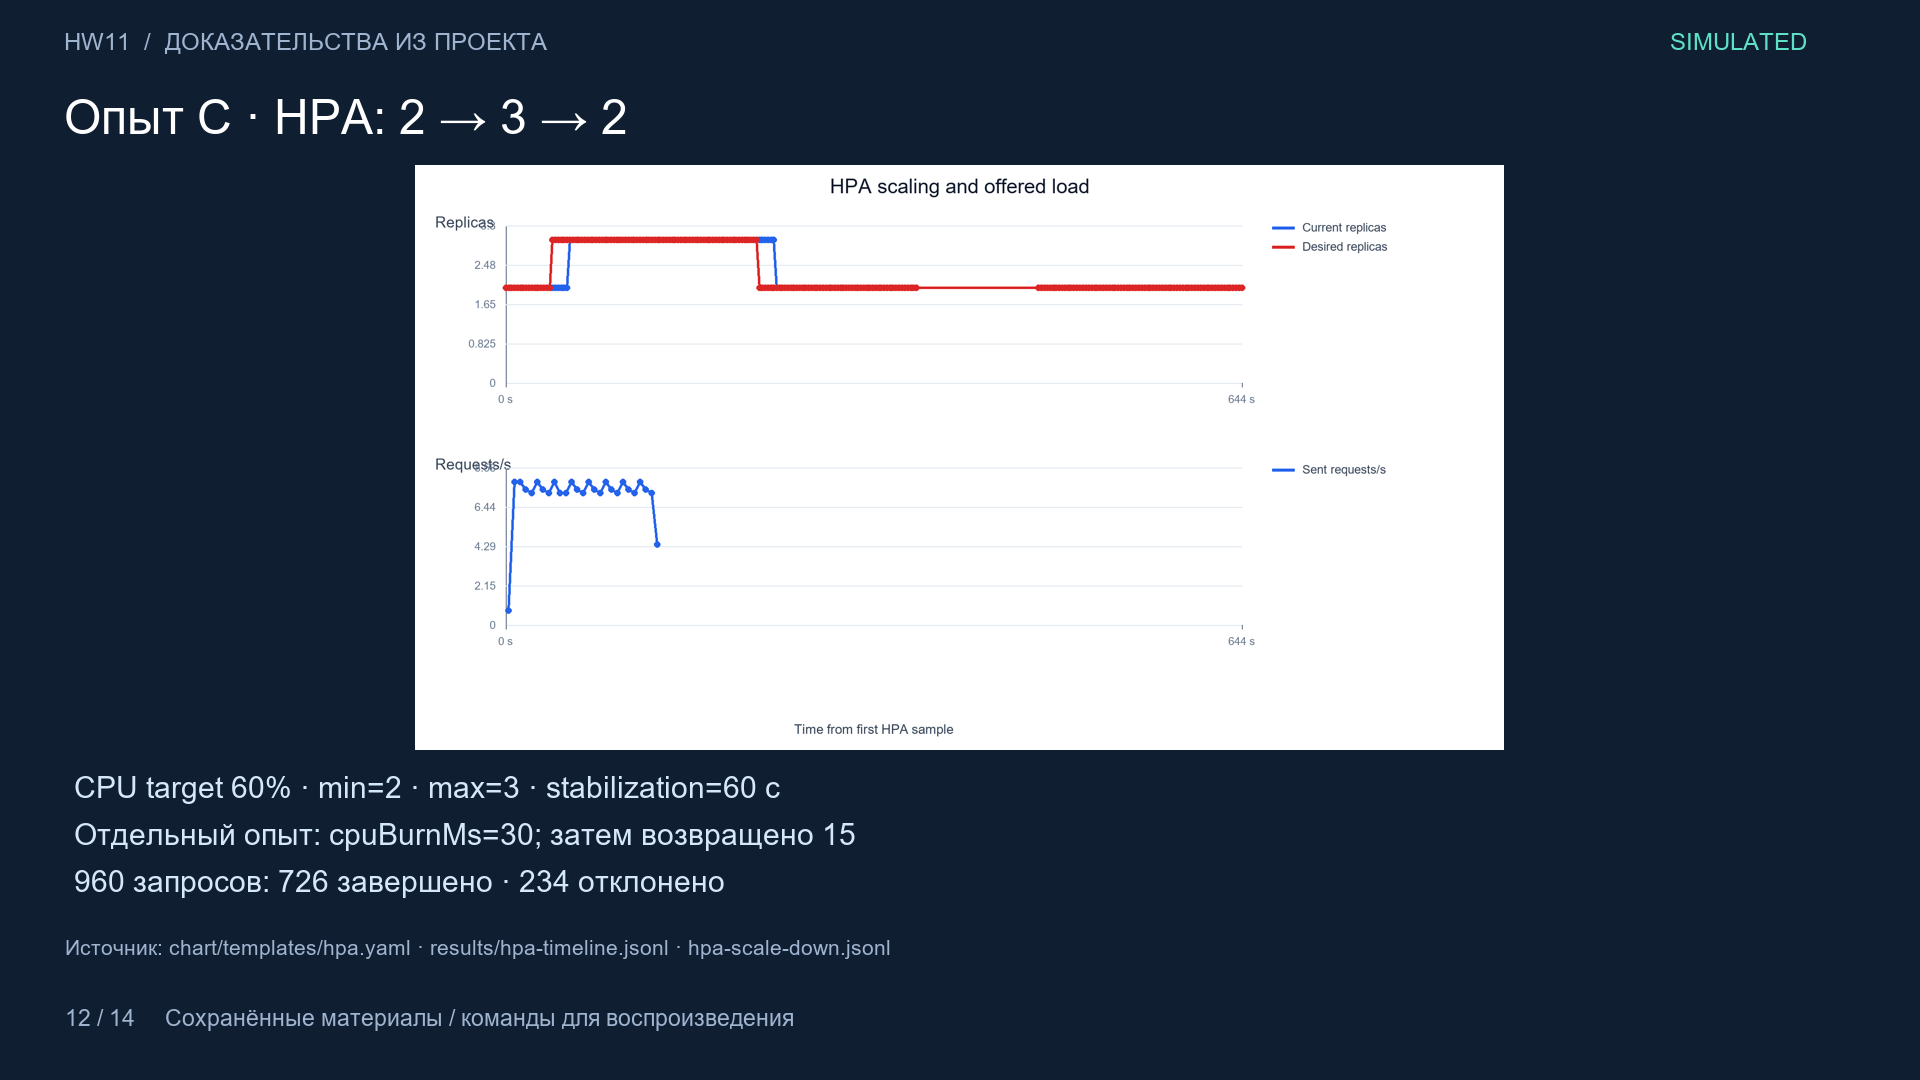 HW11 / ДОКАЗАТЕЛЬСТВА ИЗ ПРОЕКТА
SIMULATED
Опыт C · HPA: 2 → 3 → 2
HPA scaling and offered load
Replicas
2.48
1.65
0.825
0
0 s
644 s
Current replicas
Desired replicas
Requests/s
6.44
4.29
2.15
0
0 s
644 s
Sent requests/s
Time from first HPA sample
CPU target 60% · min=2 · max=3 · stabilization=60 с
Отдельный опыт: cpuBurnMs=30; затем возвращено 15
960 запросов: 726 завершено · 234 отклонено
Источник: chart/templates/hpa.yaml · results/hpa-timeline.jsonl · hpa-scale-down.jsonl
12 / 14 Сохранённые материалы / команды для воспроизведения